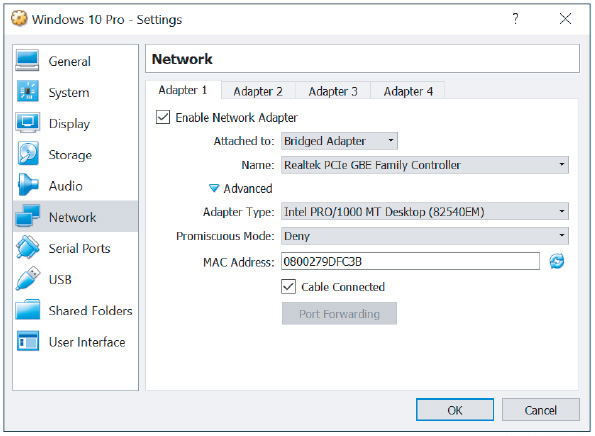 Windows 10 Pro - Settings
?
General
System
Display
Storage
Audio
Network
Serial Ports
USB
Shared Folders
User Interface
Network
Adapter 1 Adapter 2 Adapter 3 Adapter 4
Enable Network Adapter
Attached to: Bridged Adapter
Name: Realtek PCIe GBE Family Controller
Advanced
Adapter Type: Intel PRO/1000 MT Desktop (82540EM)
Promiscuous Mode: Deny
MAC Address: 0800279DFC3B
Cable Connected
Port Forwarding
OK Cancel